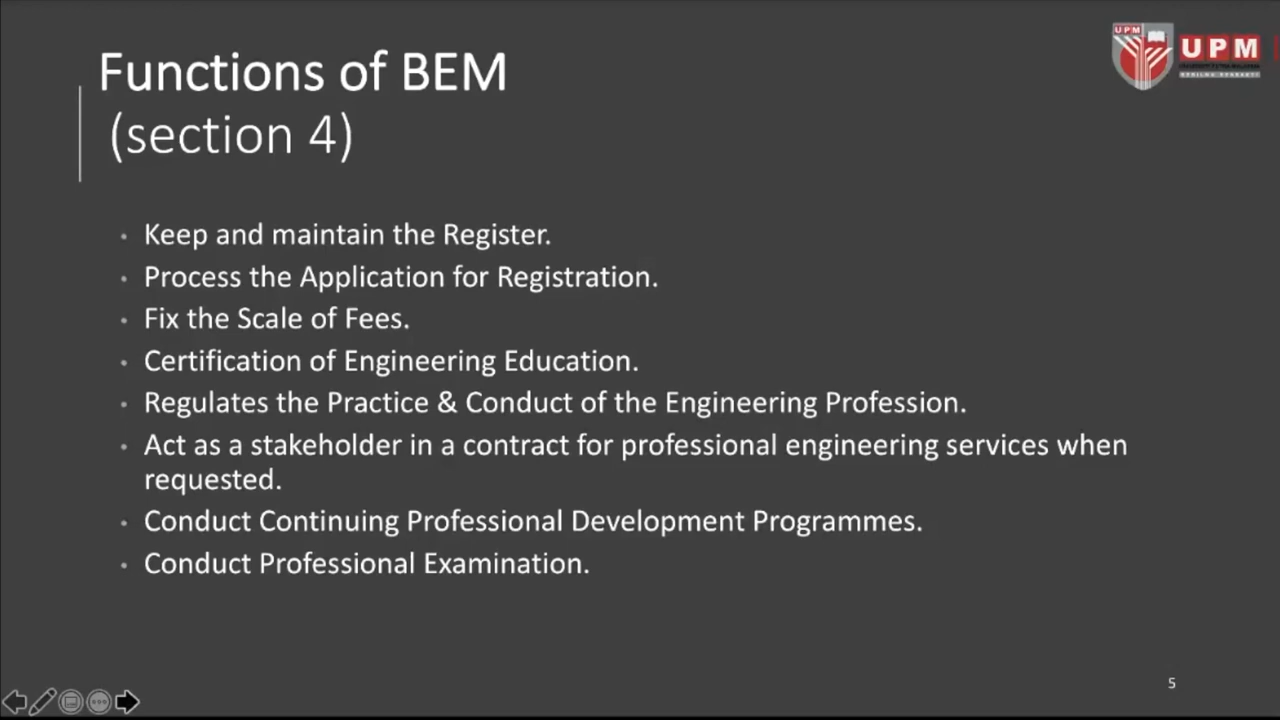 Functions of BEM
(section 4)
UPM
UPM
• Keep and maintain the Register.
• Process the Application for Registration.
• Fix the Scale of Fees.
• Certification of Engineering Education.
• Regulates the Practice & Conduct of the Engineering Profession.
• Act as a stakeholder in a contract for professional engineering services when
requested.
• Conduct Continuing Professional Development Programmes.
• Conduct Professional Examination.
5